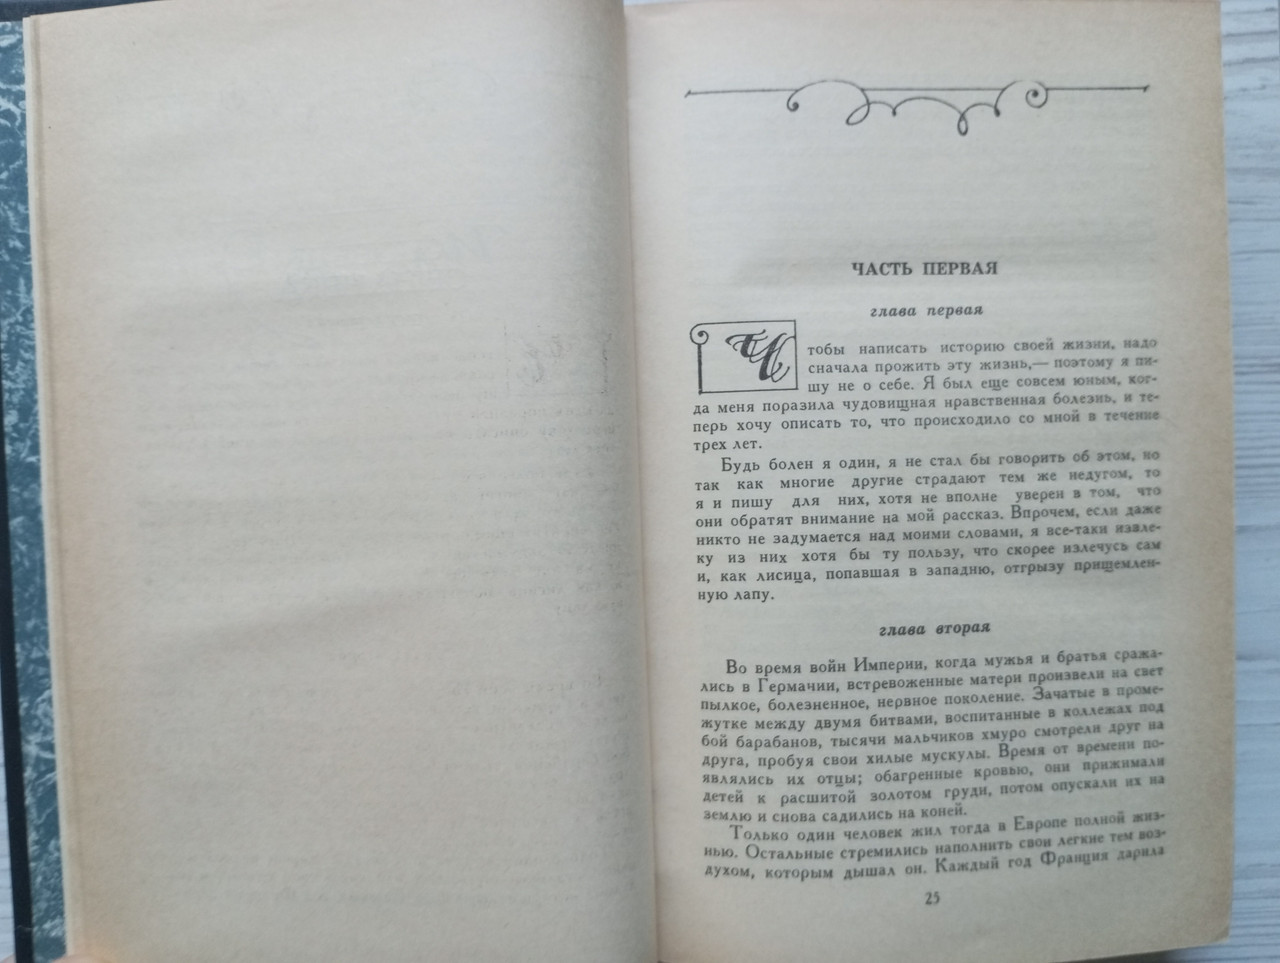 ЧАСТЬ ПЕРВАЯ
глава первая
Чтобы написать историю своей жизни, надо
сначала прожить эту жизнь,— поэтому я пи-
шу не о себе. Я был еще совсем юным, ког-
да меня поразила чудовищная нравственная болезнь, и те-
перь хочу описать то, что происходило со мной в течение
трех лет.
Будь болен я один, я не стал бы говорить об этом, но
так как многие другие страдают тем же недугом, то
я и пишу для них, хотя не вполне уверен в том, что
они обратят внимание на мой рассказ. Впрочем, если даже
никто не задумается над моими словами, я все-таки извле-
ку из них хотя бы ту пользу, что скорее излечусь сам
и, как лисица, попавшая в западню, отгрызу прищемлен-
ную лапу.
глава вторая
Во время войн Империи, когда мужья и братья сража-
лись в Германии, встревоженные матери произвели на свет
пылкое, болезненное, нервное поколение. Зачатые в проме-
жутке между двумя битвами, воспитанные в коллежах под
бой барабанов, тысячи мальчиков хмуро смотрели друг на
друга, пробуя свои хилые мускулы. Время от времени по-
являлись их отцы; обагренные кровью, они прижимали
детей к расшитой золотом груди, потом опускали их на
землю и снова садились на коней.
Только один человек жил тогда в Европе полной жиз-
нью. Остальные стремились наполнить свои легкие тем воз-
духом, которым дышал он. Каждый год Франция дарила
25